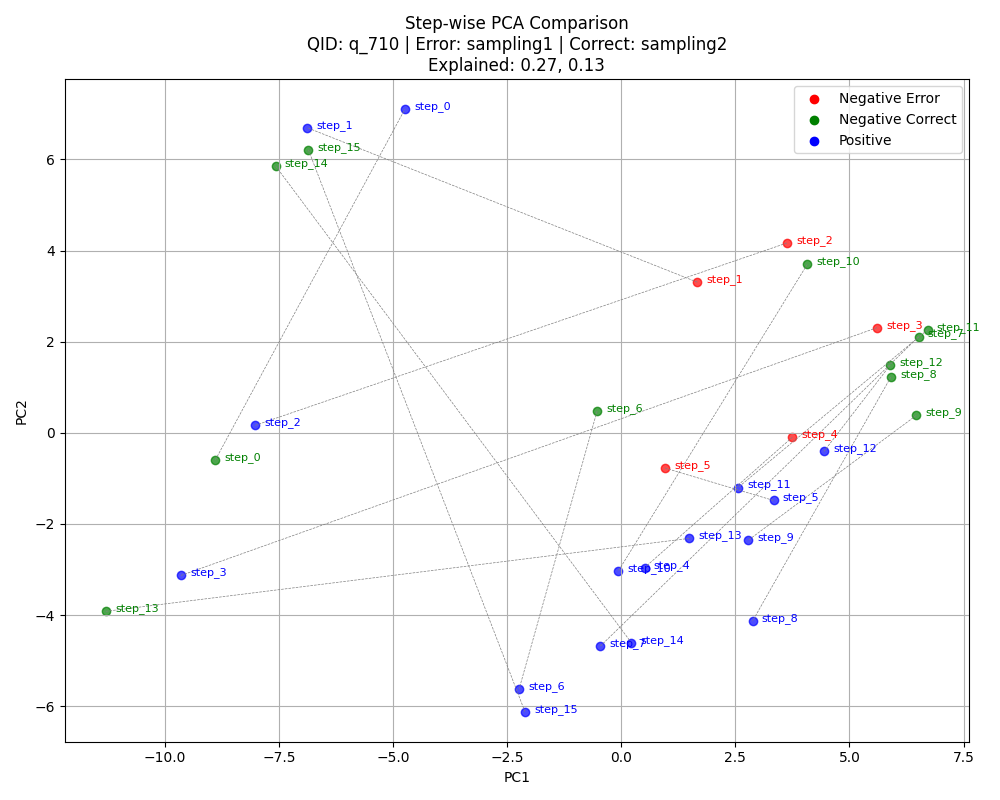 Step-wise PCA Comparison
QID: q_710 | Error: sampling1 | Correct: sampling2
Explained: 0.27, 0.13
Negative Error
Negative Correct
Positive
step_0
step_1
step_15
step_14
step_2
step_10
step_1
step_3
step_11
step_7
step_12
step_8
step_6
step_9
step_2
step_4
step_12
step_0
step_5
step_11
step_5
step_13
step_9
step_4
step_10
step_3
step_13
step_8
step_14
step_7
step_6
step_15
6
4
2
0
−2
−4
−6
PC2
−10.0
−7.5
−5.0
−2.5
0.0
2.5
5.0
7.5
PC1